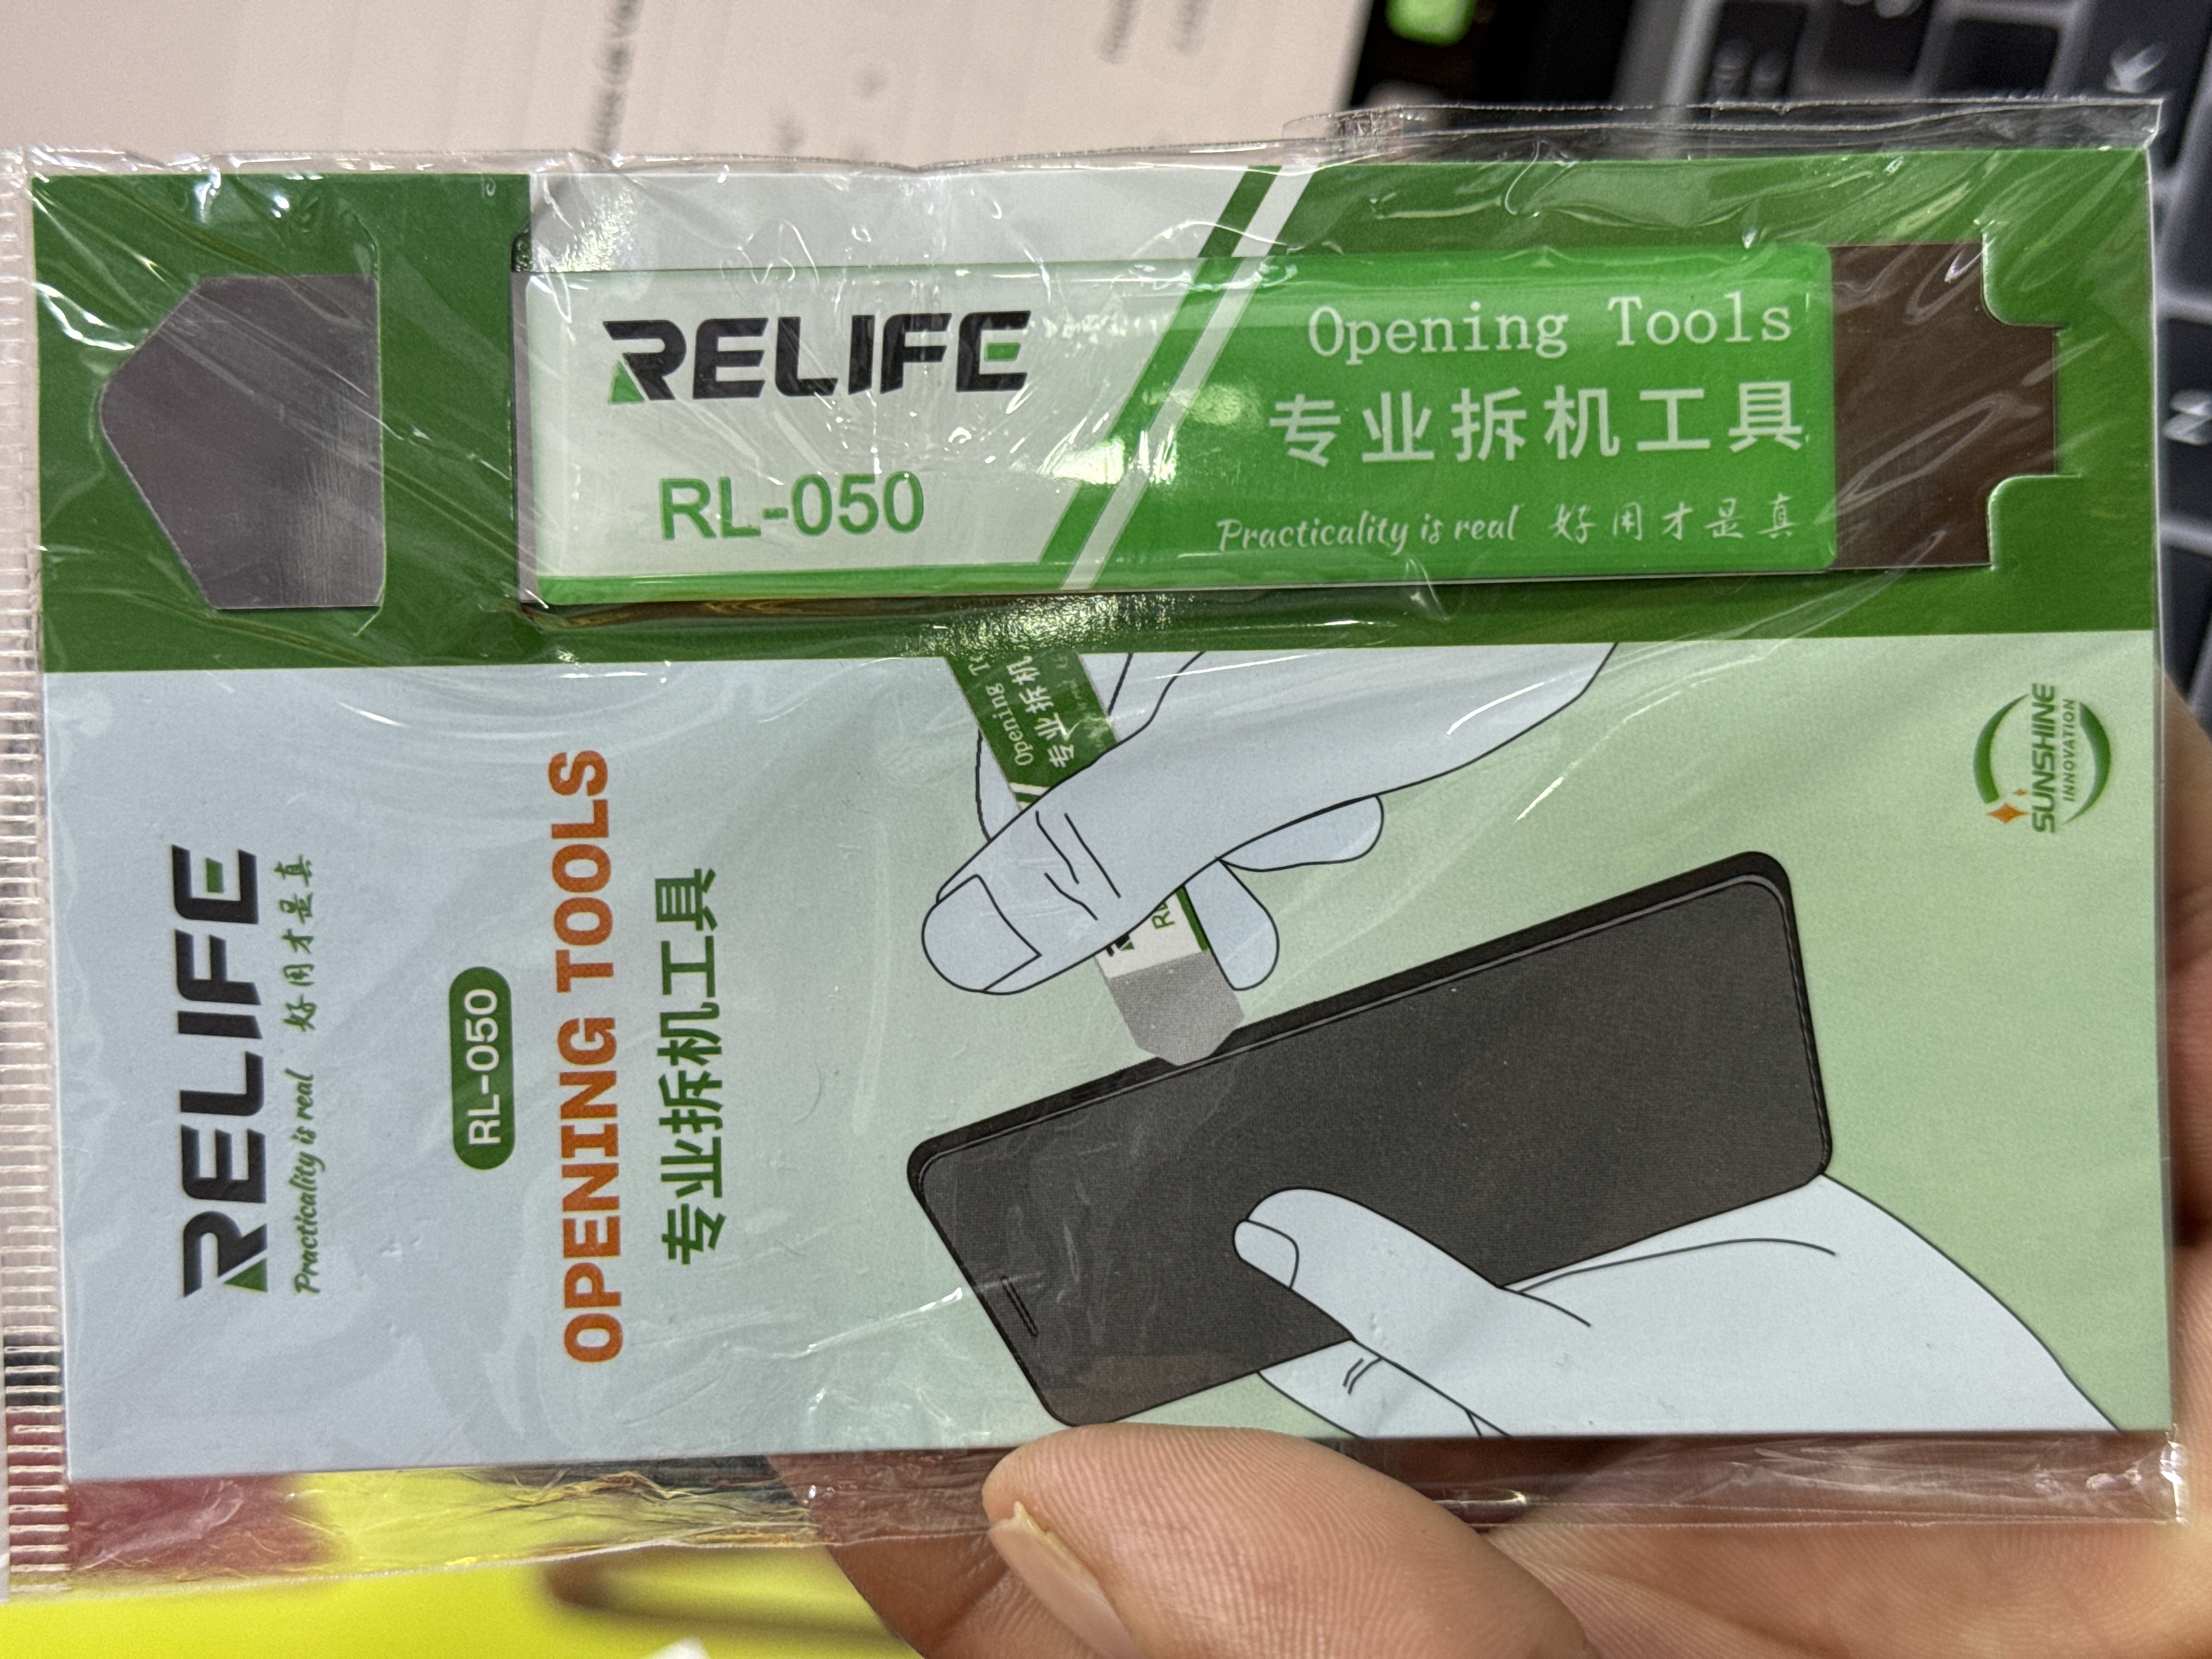 RELIFE
RL-050
Opening Tools
专业拆机工具
Practicality is real 好用才是真
RELIFE
Practicality is real 好用才是真
RL-050
OPENING TOOLS
专业拆机工具
Opening
专业拆机
SUNSHINE
INNOVATION